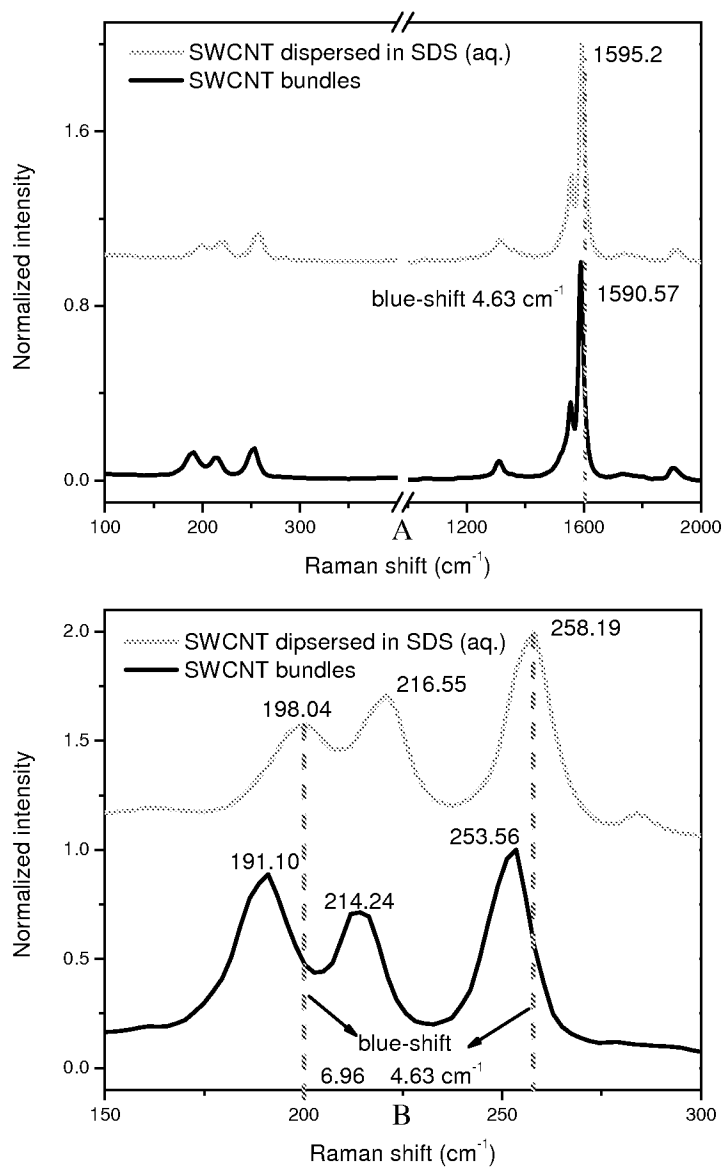 SWCNT dispersed in SDS (aq.)
SWCNT bundles
1595.2
1.6
Normalized intensity
blue-shift 4.63 cm⁻¹
1590.57
0.8
0.0
100 200 300 1200 1600 2000
A
Raman shift (cm⁻¹)
2.0
SWCNT dipsersed in SDS (aq.)
SWCNT bundles
258.19
198.04
216.55
1.5
Normalized intensity
1.0
191.10
214.24
253.56
0.5
blue-shift
0.0
6.96 4.63 cm⁻¹
150 200 250 300
B
Raman shift (cm⁻¹)